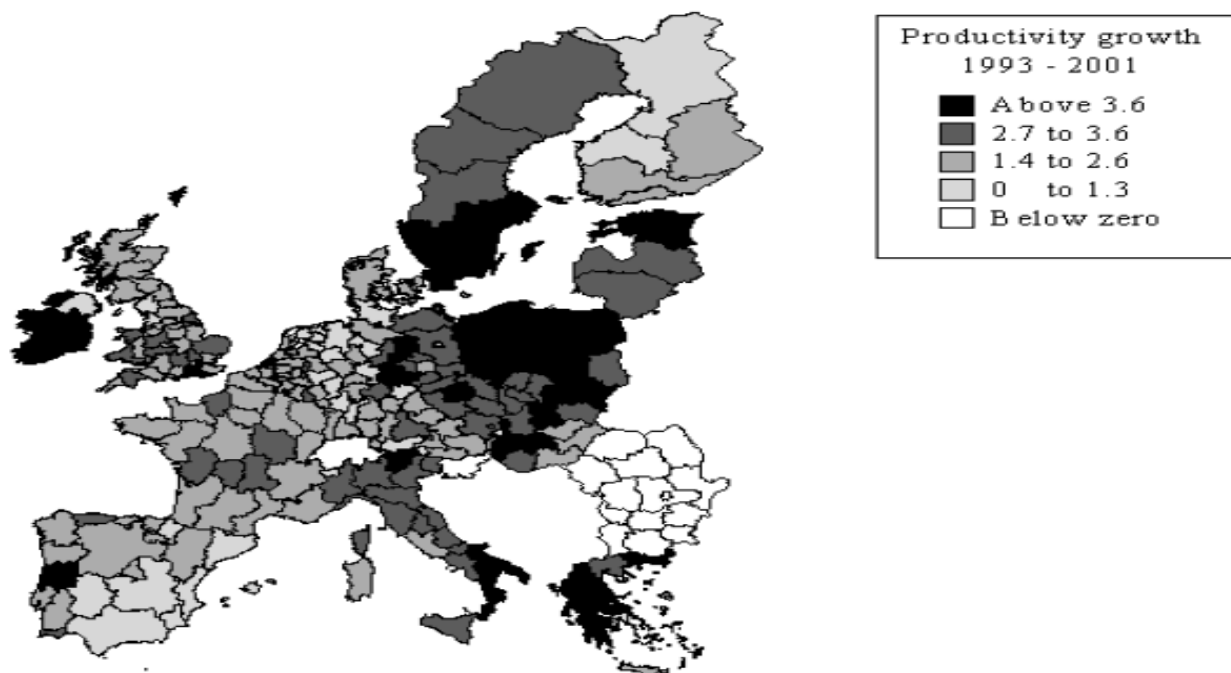 Productivity growth
1993 - 2001
Above 3.6
2.7 to 3.6
1.4 to 2.6
0 to 1.3
Below zero